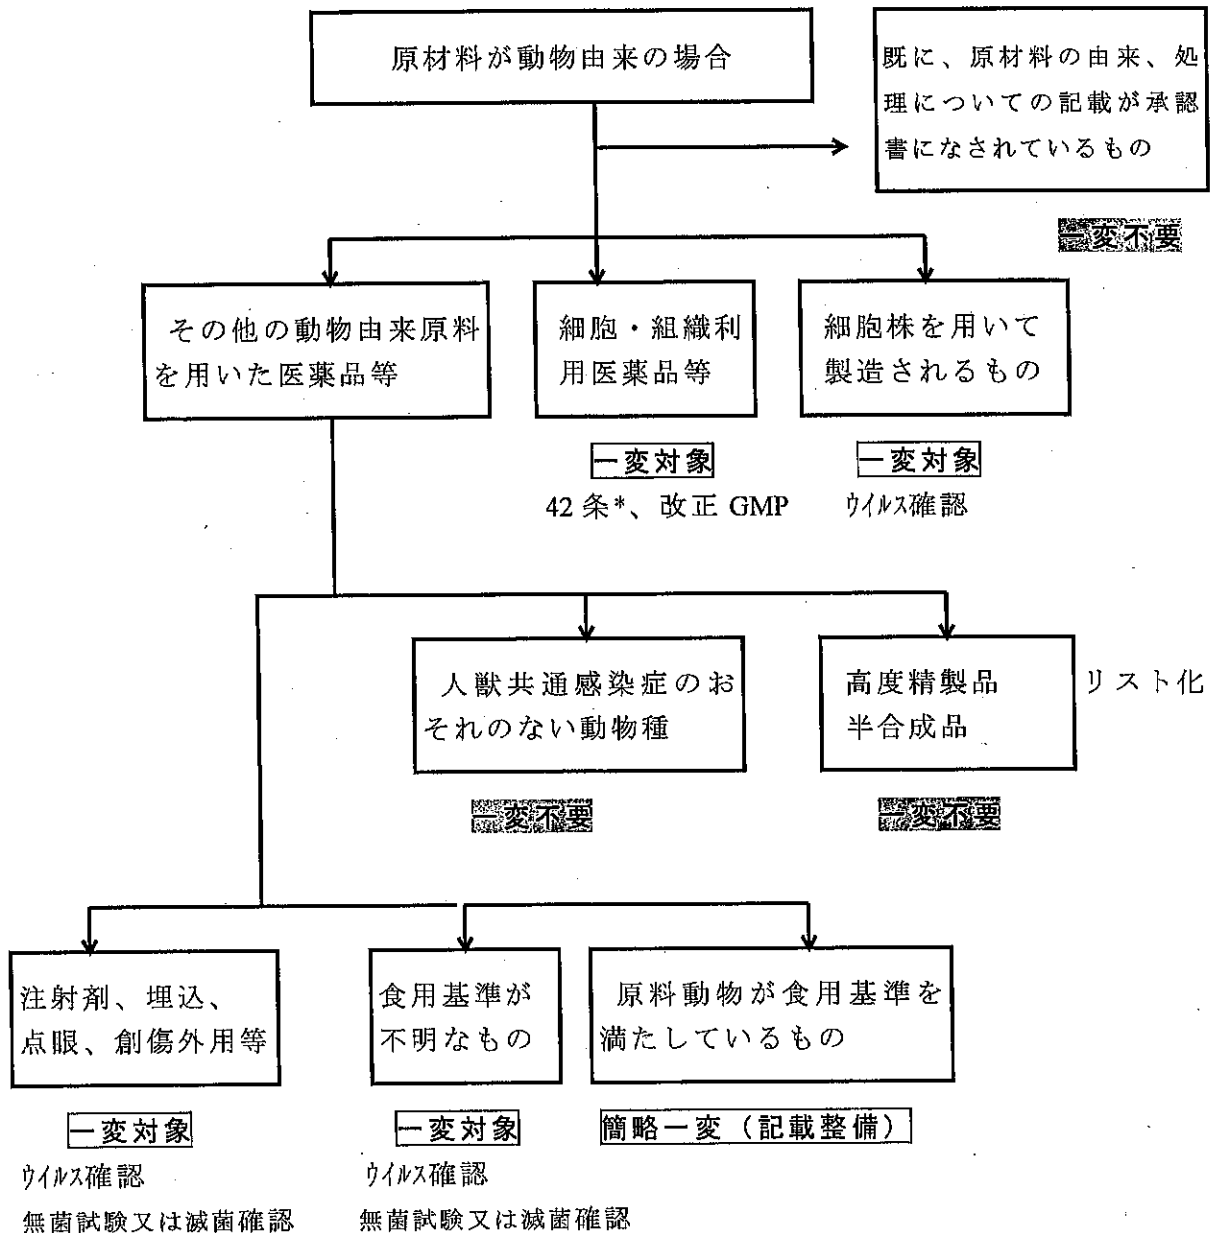 原材料が動物由来の場合
既に、原材料の由来、処
理についての記載が承認
書になされているもの
一変不要
その他の動物由来原料
を用いた医薬品等
細胞・組織利
用医薬品等
細胞株を用いて
製造されるもの
一変対象
42条*、改正 GMP
一変対象
ウイルス確認
人獣共通感染症のお
それのない動物種
高度精製品
半合成品
リスト化
一変不要
一変不要
注射剤、埋込、
点眼、創傷外用等
食用基準が
不明なもの
原料動物が食用基準を
満たしているもの
一変対象
ウイルス確認
無菌試験又は滅菌確認
一変対象
ウイルス確認
無菌試験又は滅菌確認
簡略一変（記載整備）